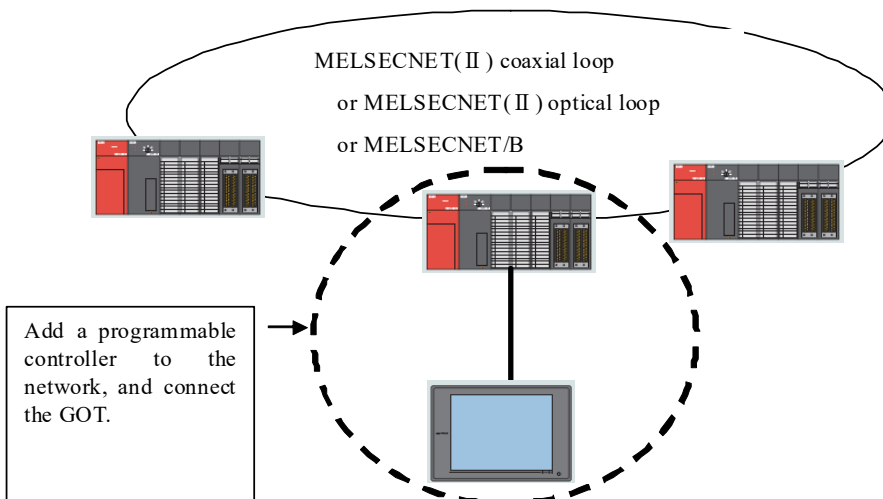 MELSECNET(Ⅱ) coaxial loop
or MELSECNET(Ⅱ) optical loop
or MELSECNET/B
Add a programmable
controller to the
network, and connect
the GOT.